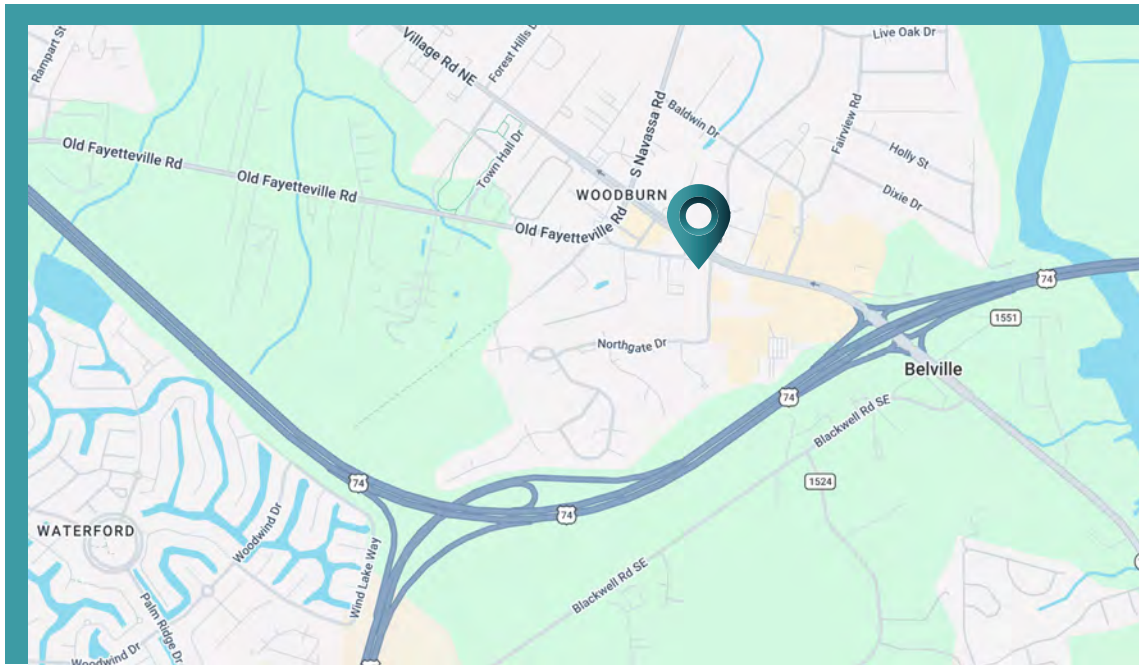 Rampart St
Village Rd NE
Forest Hills
Live Oak Dr
S Navassa Rd
Baldwin Dr
Fairview Rd
Old Fayetteville Rd
Town Hall Dr
Holly St
Old Fayetteville Rd
WOODBURN
Dixie Dr
Old Fayetteville Rd
74
1551
Northgate Dr
Belville
74
Blackwell Rd SE
74
1524
74
WATERFORD
Woodwind Dr
Wind Lake Way
Blackwell Rd SE
Palm Ridge Dr
Woodwind Dr